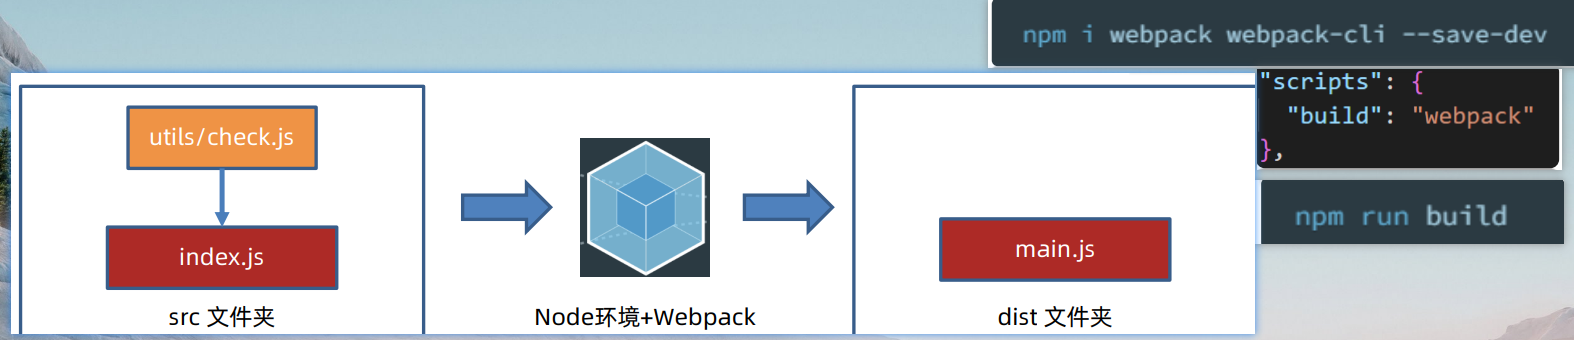 npm i webpack webpack-cli --save-dev
"scripts": {
"build": "webpack"
},
npm run build
utils/check.js
index.js
src 文件夹
Node环境+Webpack
main.js
dist 文件夹